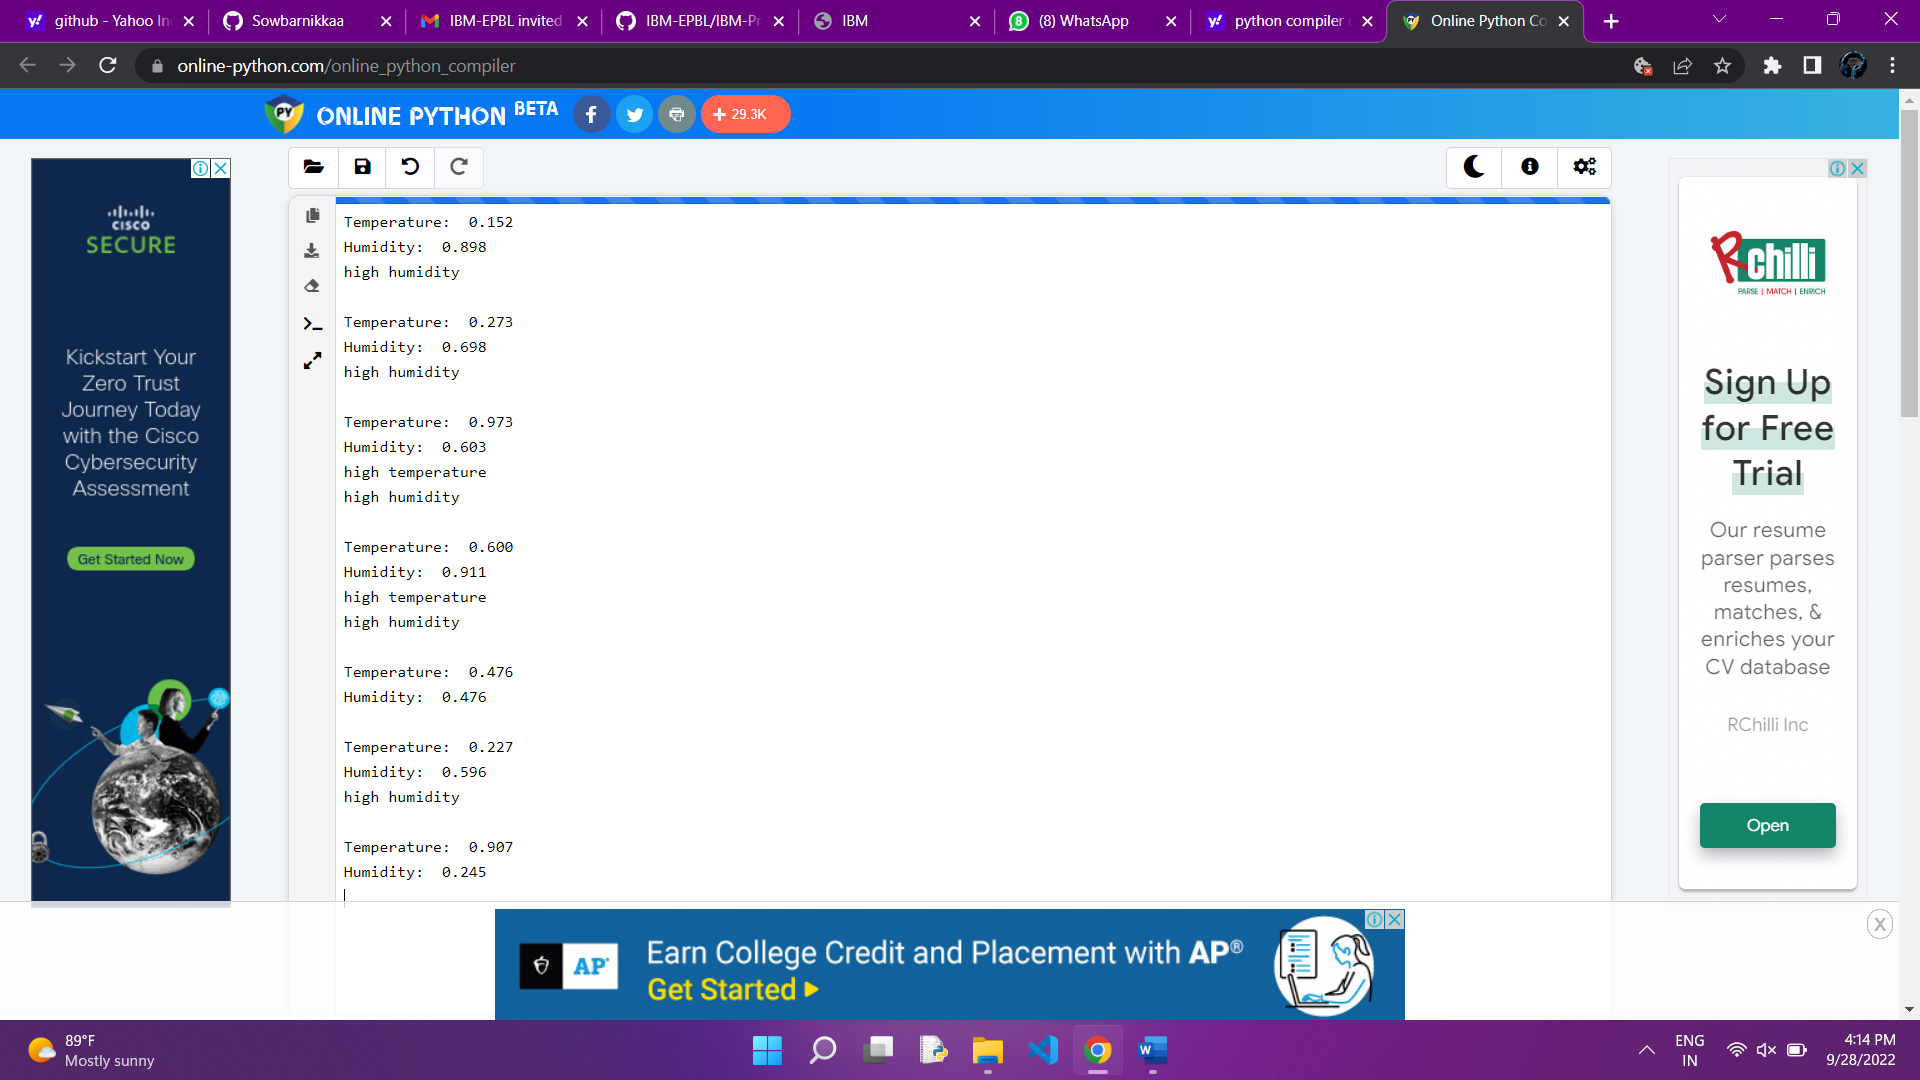 github - Yahoo In
Sowbarnikkaa
IBM-EPBL invited
IBM-EPBL/IBM-Pr
IBM
(8) WhatsApp
python compiler
Online Python Co
online-python.com/online_python_compiler
PY
ONLINE PYTHON BETA
29.3K
CISCO
SECURE
Kickstart Your
Zero Trust
Journey Today
with the Cisco
Cybersecurity
Assessment
Get Started Now
Temperature:  0.152
Humidity:  0.898
high humidity
Temperature:  0.273
Humidity:  0.698
high humidity
Temperature:  0.973
Humidity:  0.603
high temperature
high humidity
Temperature:  0.600
Humidity:  0.911
high temperature
high humidity
Temperature:  0.476
Humidity:  0.476
Temperature:  0.227
Humidity:  0.596
high humidity
Temperature:  0.907
Humidity:  0.245
Rchilli
PARSE | MATCH | ENRICH
Sign Up
for Free
Trial
Our resume
parser parses
resumes,
matches, &
enriches your
CV database
RChilli Inc
Open
AP
Earn College Credit and Placement with AP®
Get Started
X
89°F
Mostly sunny
ENG
IN
4:14 PM
9/28/2022